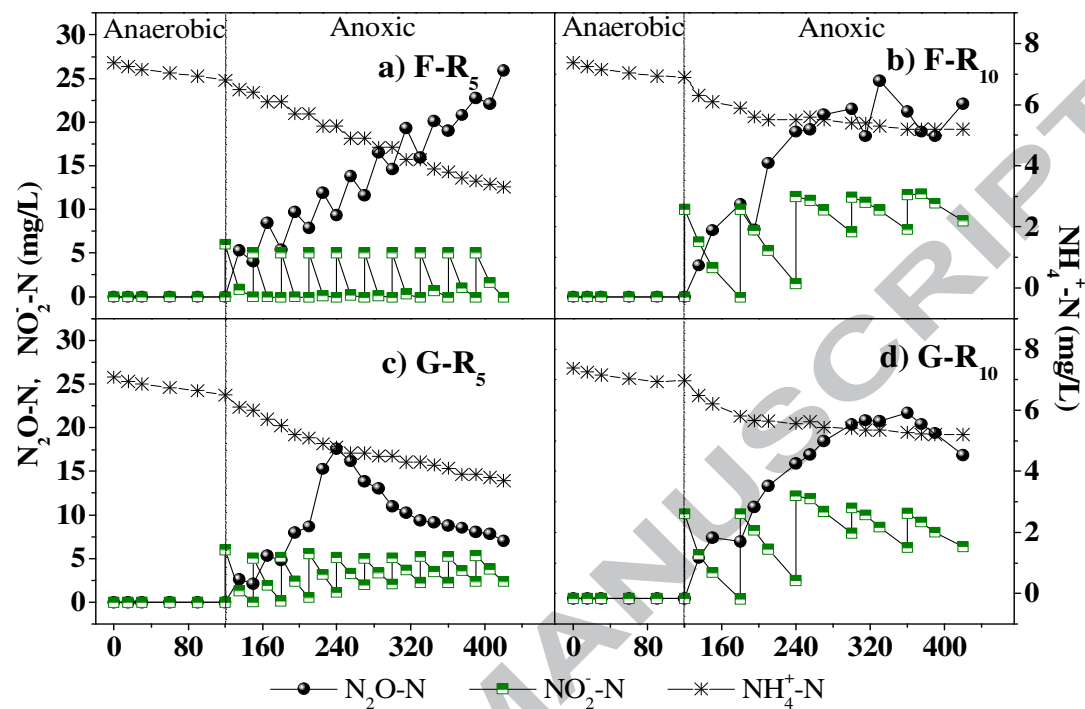 Anaerobic Anoxic Anaerobic Anoxic
a) F-R5 b) F-R10
30 25 20 15 10 5 0
8 6 4 2 0
c) G-R5 d) G-R10
30 25 20 15 10 5 0
8 6 4 2 0
N2O-N, NO2^- -N (mg/L)
NH4^+ -N (mg/L)
0 80 160 240 320 400 0 80 160 240 320 400
N2O-N NO2^- -N NH4^+ -N
MANUSCRIPT